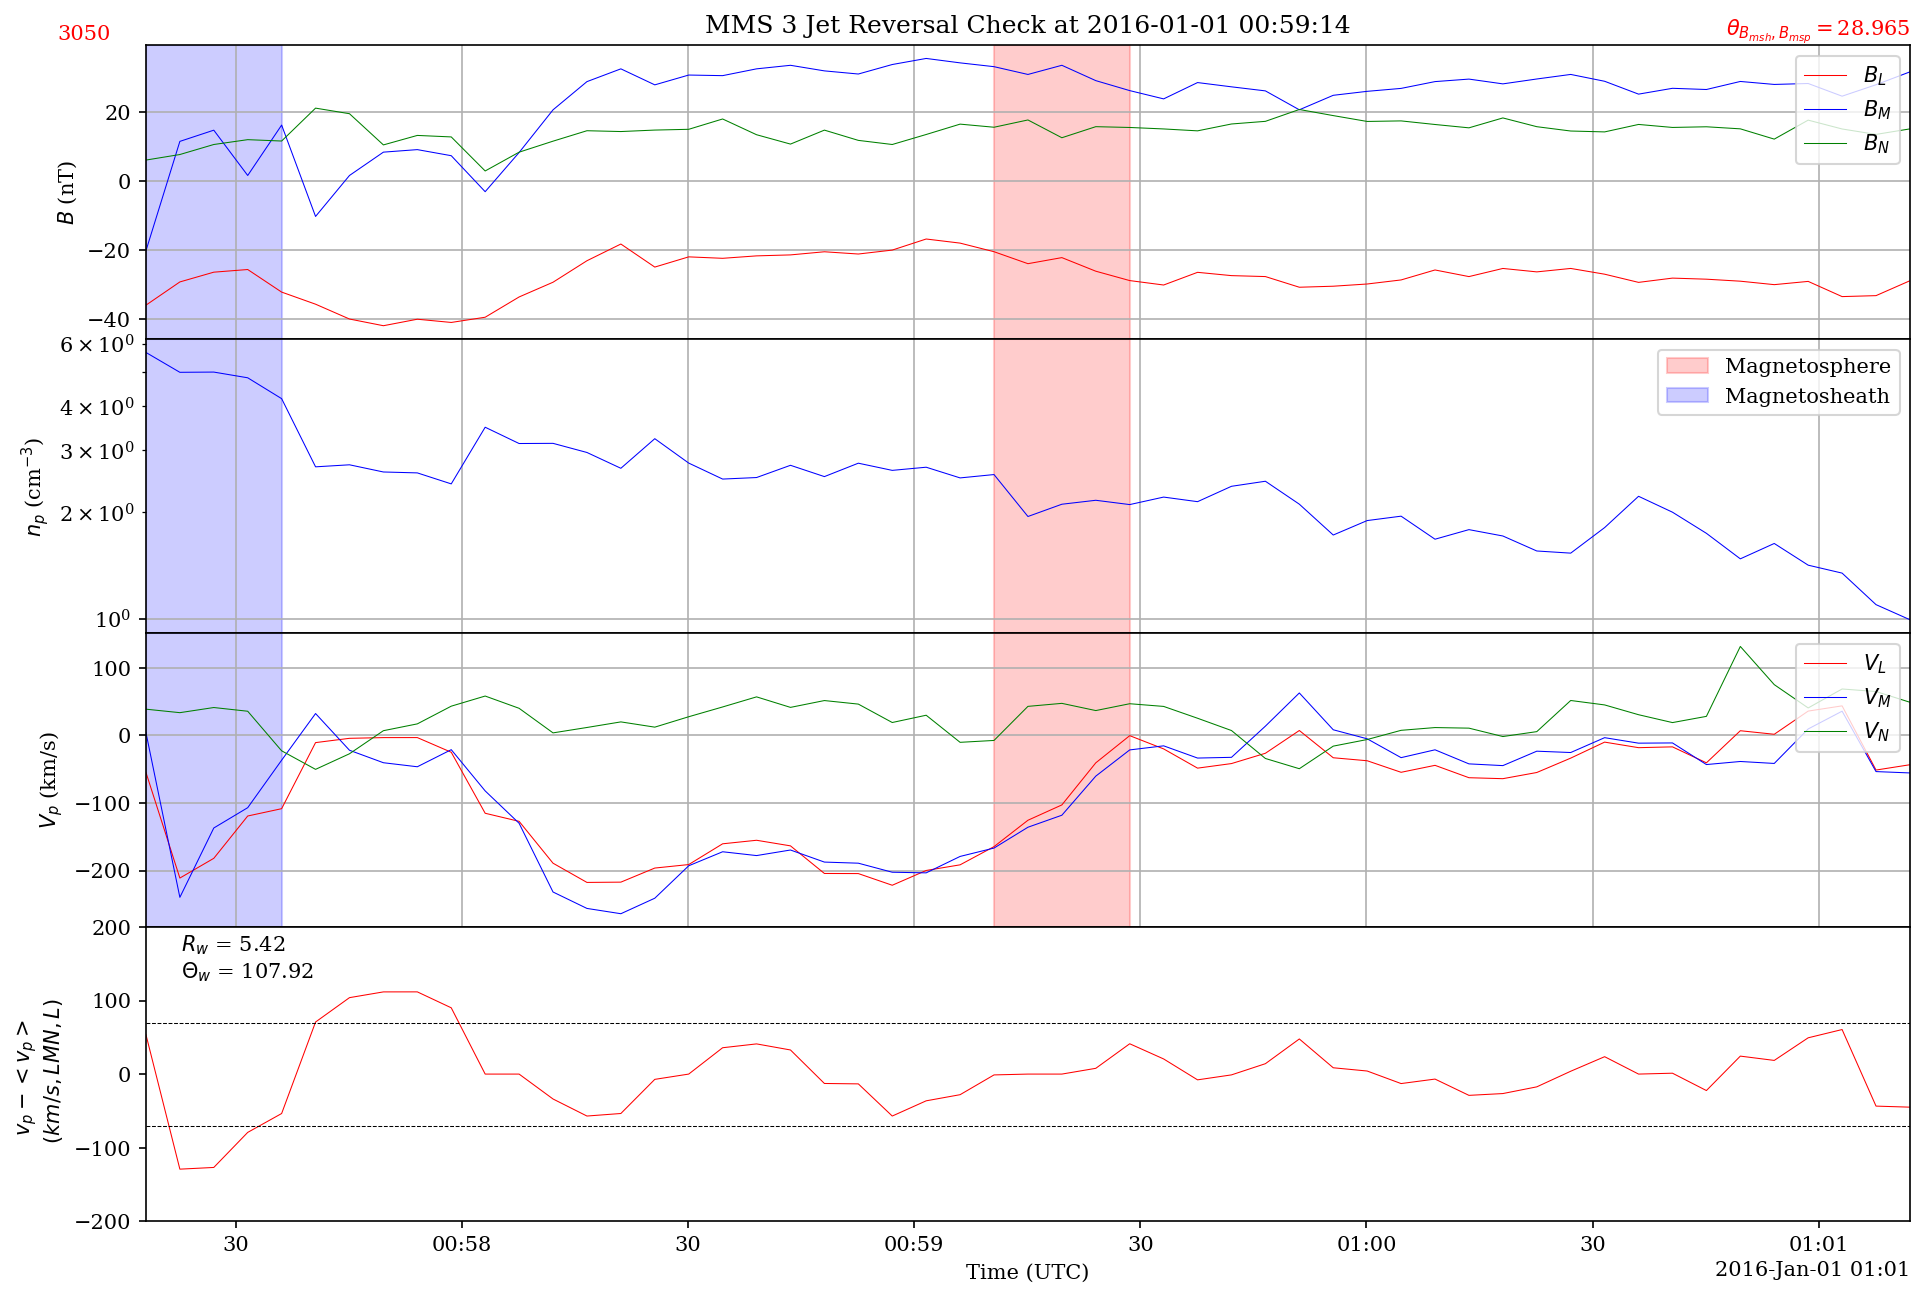 3050
MMS 3 Jet Reversal Check at 2016-01-01 00:59:14
θ_{B_{msh}, B_{msp}} = 28.965
B (nT)
20
0
−20
−40
B_L
B_M
B_N
n_p (cm^{−3})
6 × 10^0
4 × 10^0
3 × 10^0
2 × 10^0
10^0
Magnetosphere
Magnetosheath
V_p (km/s)
100
0
−100
−200
V_L
V_M
V_N
v_p − < v_p >
(km/s, LMN, L)
200
100
0
−100
−200
R_w = 5.42
Θ_w = 107.92
30
00:58
30
00:59
30
01:00
30
01:01
Time (UTC)
2016-Jan-01 01:01